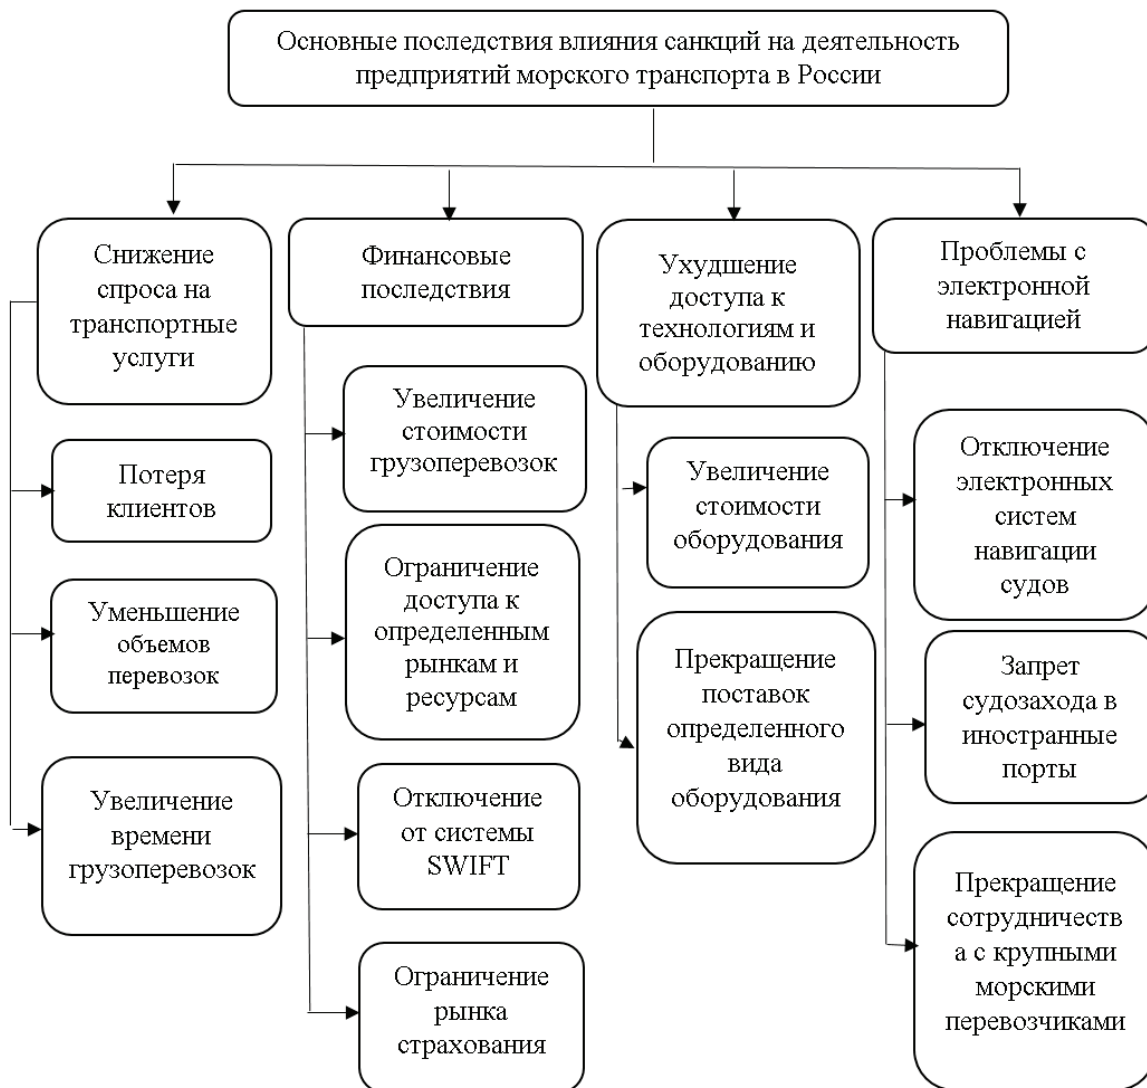 Основные последствия влияния санкций на деятельность
предприятий морского транспорта в России
Снижение
спроса на
транспортные
услуги
Потеря
клиентов
Уменьшение
объемов
перевозок
Увеличение
времени
грузоперевозок
Финансовые
последствия
Увеличение
стоимости
грузоперевозок
Ограничение
доступа к
определенным
рынкам и
ресурсам
Отключение
от системы
SWIFT
Ограничение
рынка
страхования
Ухудшение
доступа к
технологиям и
оборудованию
Увеличение
стоимости
оборудования
Прекращение
поставок
определенного
вида
оборудования
Проблемы с
электронной
навигацией
Отключение
электронных
систем
навигации
судов
Запрет
судозахода в
иностранные
порты
Прекращение
сотрудничеств
а с крупными
морскими
перевозчиками